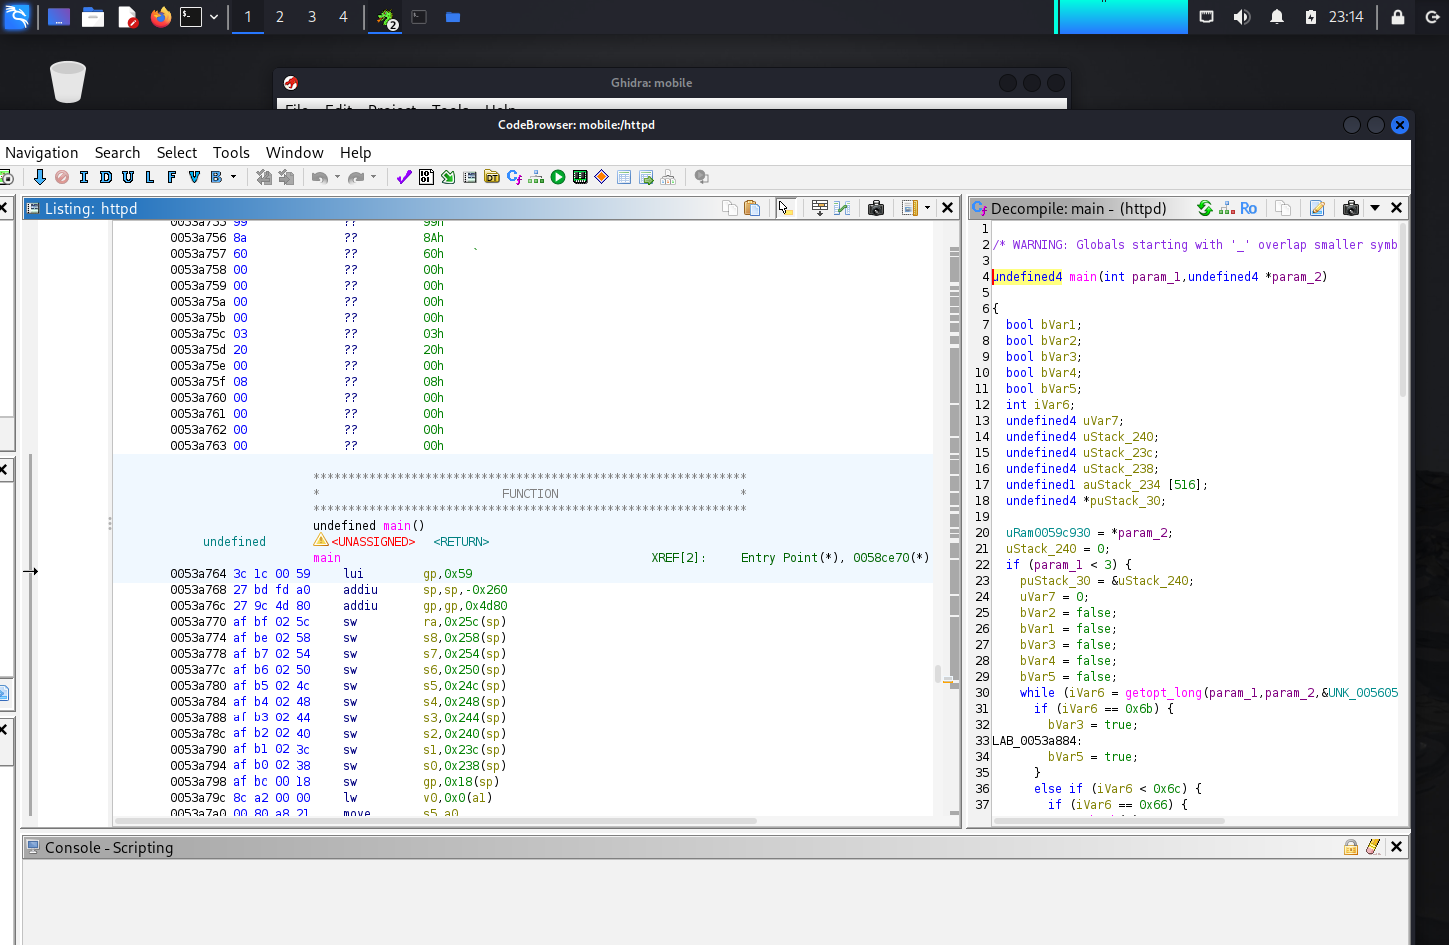 1 2 3 4 2 23:14
Ghidra: mobile
File Edit Project Tools Help
CodeBrowser: mobile:/httpd
Navigation Search Select Tools Window Help
I D U L F V B
Listing: httpd
0053a755 99 ?? 99h
0053a756 8a ?? 8Ah
0053a757 60 ?? 60h `
0053a758 00 ?? 00h
0053a759 00 ?? 00h
0053a75a 00 ?? 00h
0053a75b 00 ?? 00h
0053a75c 03 ?? 03h
0053a75d 20 ?? 20h
0053a75e 00 ?? 00h
0053a75f 08 ?? 08h
0053a760 00 ?? 00h
0053a761 00 ?? 00h
0053a762 00 ?? 00h
0053a763 00 ?? 00h
**************************************************************
* FUNCTION *
**************************************************************
undefined main()
undefined <UNASSIGNED> <RETURN>
main XREF[2]: Entry Point(*), 0058ce70(*)
0053a764 3c 1c 00 59 lui gp,0x59
0053a768 27 bd fd a0 addiu sp,sp,-0x260
0053a76c 27 9c 4d 80 addiu gp,gp,0x4d80
0053a770 af bf 02 5c sw ra,0x25c(sp)
0053a774 af be 02 58 sw s8,0x258(sp)
0053a778 af b7 02 54 sw s7,0x254(sp)
0053a77c af b6 02 50 sw s6,0x250(sp)
0053a780 af b5 02 4c sw s5,0x24c(sp)
0053a784 af b4 02 48 sw s4,0x248(sp)
0053a788 af b3 02 44 sw s3,0x244(sp)
0053a78c af b2 02 40 sw s2,0x240(sp)
0053a790 af b1 02 3c sw s1,0x23c(sp)
0053a794 af b0 02 38 sw s0,0x238(sp)
0053a798 af bc 00 18 sw gp,0x18(sp)
0053a79c 8c a2 00 00 lw v0,0x0(a1)
0053a7a0 00 80 a8 21 move s5,a0
Decompile: main - (httpd)
Ro
1
2 /* WARNING: Globals starting with '_' overlap smaller symb
3
4 undefined4 main(int param_1,undefined4 *param_2)
5
6 {
7 bool bVar1;
8 bool bVar2;
9 bool bVar3;
10 bool bVar4;
11 bool bVar5;
12 int iVar6;
13 undefined4 uVar7;
14 undefined4 uStack_240;
15 undefined4 uStack_23c;
16 undefined4 uStack_238;
17 undefined1 auStack_234 [516];
18 undefined4 *puStack_30;
19
20 uRam0059c930 = *param_2;
21 uStack_240 = 0;
22 if (param_1 < 3) {
23 puStack_30 = &uStack_240;
24 uVar7 = 0;
25 bVar2 = false;
26 bVar1 = false;
27 bVar3 = false;
28 bVar4 = false;
29 bVar5 = false;
30 while (iVar6 = getopt_long(param_1,param_2,&UNK_005605
31 if (iVar6 == 0x6b) {
32 bVar3 = true;
33 LAB_0053a884:
34 bVar5 = true;
35 }
36 else if (iVar6 < 0x6c) {
37 if (iVar6 == 0x66) {
Console - Scripting